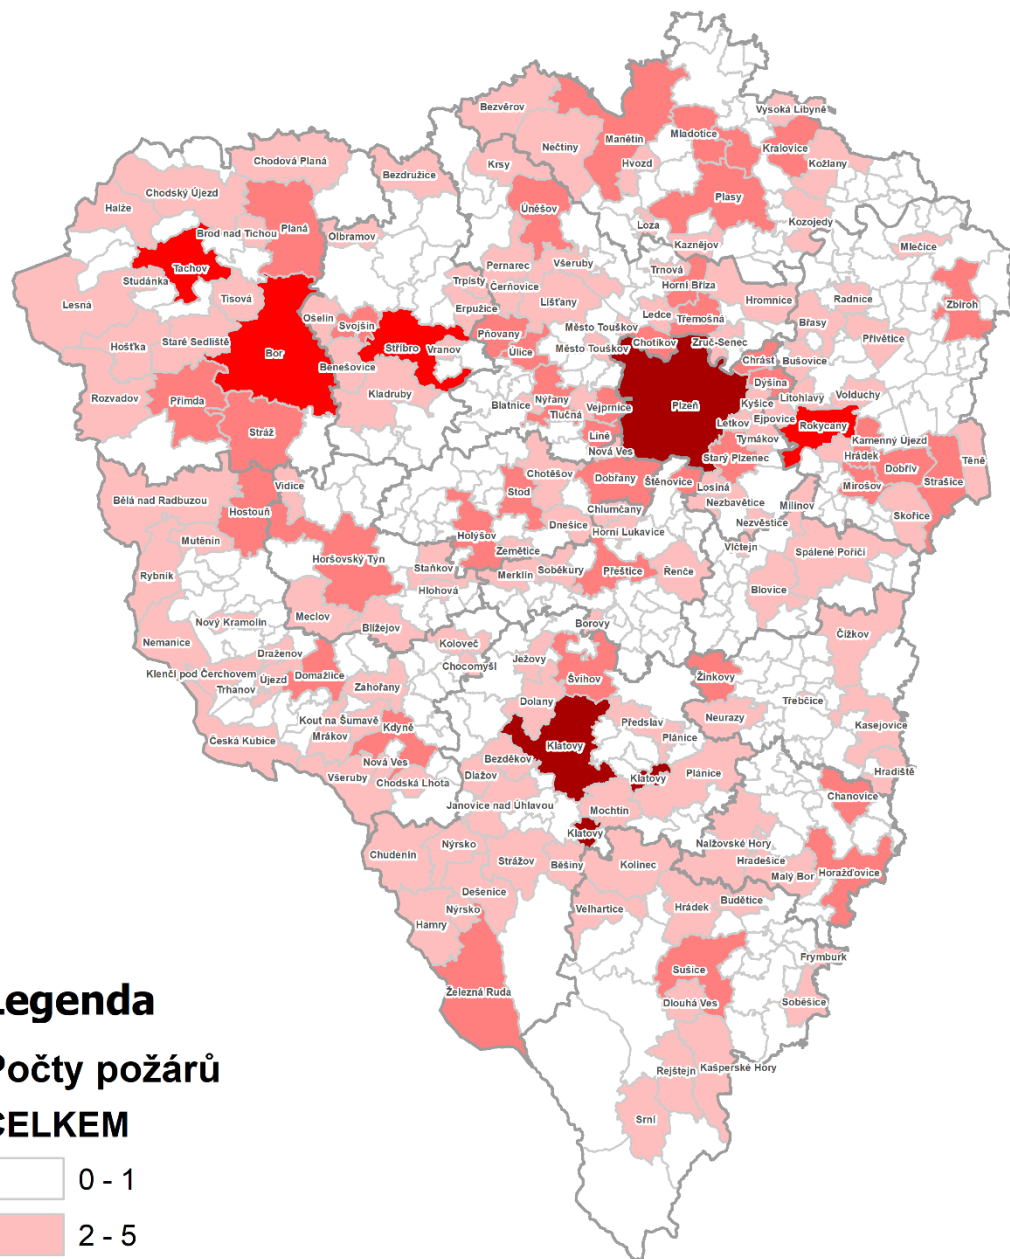 Vysoká Libyně
Bezvěrov
Manětín
Mladotice
Kralovice
Nečtiny
Chodová Planá
Hvozd
Kožlany
Krsy
Bezdružice
Chodský Újezd
Plasy
Halže
Úněšov
Kozojedy
Loza
Planá
Brod nad Tichou
Olbramov
Kaznějov
Mlečice
Tachov
Pernarec
Všeruby
Trnová
Studánka
Trpísty
Čerňovice
Horní Bříza
Lesná
Tisová
Líšťany
Hromnice
Radnice
Zbiroh
Erpužice
Ošelín
Ledce
Třemošná
Svojšín
Město Touškov
Břasy
Pňovany
Hošťka
Staré Sedliště
Přívětice
Chotíkov
Zruč-Senec
Stříbro
Vranov
Město Touškov
Bor
Úlice
Chrást
Bušovice
Benešovice
Dýšina
Kladruby
Rozvadov
Přimda
Nýřany
Litohlavy
Volduchy
Blatnice
Vejprnice
Plzeň
Kyšice
Tlučná
Ejpovice
Letkov
Rokycany
Stráž
Líně
Tymákov
Kamenný Újezd
Nová Ves
Starý Plzenec
Hrádek
Těně
Dobřív
Chotěšov
Dobřany
Štěnovice
Strašice
Vidice
Losiná
Mirošov
Bělá nad Radbuzou
Stod
Nezbavětice
Milínov
Hostouň
Chlumčany
Skořice
Dnešice
Nezvěstice
Holýšov
Horní Lukavice
Mutěnín
Vlčtejn
Zemětice
Spálené Poříčí
Horšovský Týn
Staňkov
Soběkury
Přeštice
Řenče
Rybník
Merklín
Hlohová
Blovice
Meclov
Nový Kramolín
Borovy
Blížejov
Čížkov
Nemanice
Koloveč
Draženov
Ježovy
Chocomyšl
Klenčí pod Čerchovem
Domažlice
Švihov
Žinkovy
Újezd
Trhanov
Zahořany
Dolany
Třebčice
Kout na Šumavě
Předslav
Neurazy
Kdyně
Kasejovice
Mrákov
Plánice
Česká Kubice
Klatovy
Bezděkov
Nová Ves
Hradiště
Všeruby
Dlažov
Klatovy
Plánice
Chodská Lhota
Chanovice
Janovice nad Úhlavou
Mochtín
Klatovy
Nýrsko
Nalžovské Hory
Chudenín
Strážov
Hradešice
Běšiny
Kolinec
Horažďovice
Malý Bor
Dešenice
Budětice
Nýrsko
Velhartice
Hrádek
Hamry
Frymburk
Sušice
Železná Ruda
Dlouhá Ves
Soběšice
Legenda
Kašperské Hory
Počty požárů
Rejštejn
CELKEM
Srní
0 - 1
2 - 5